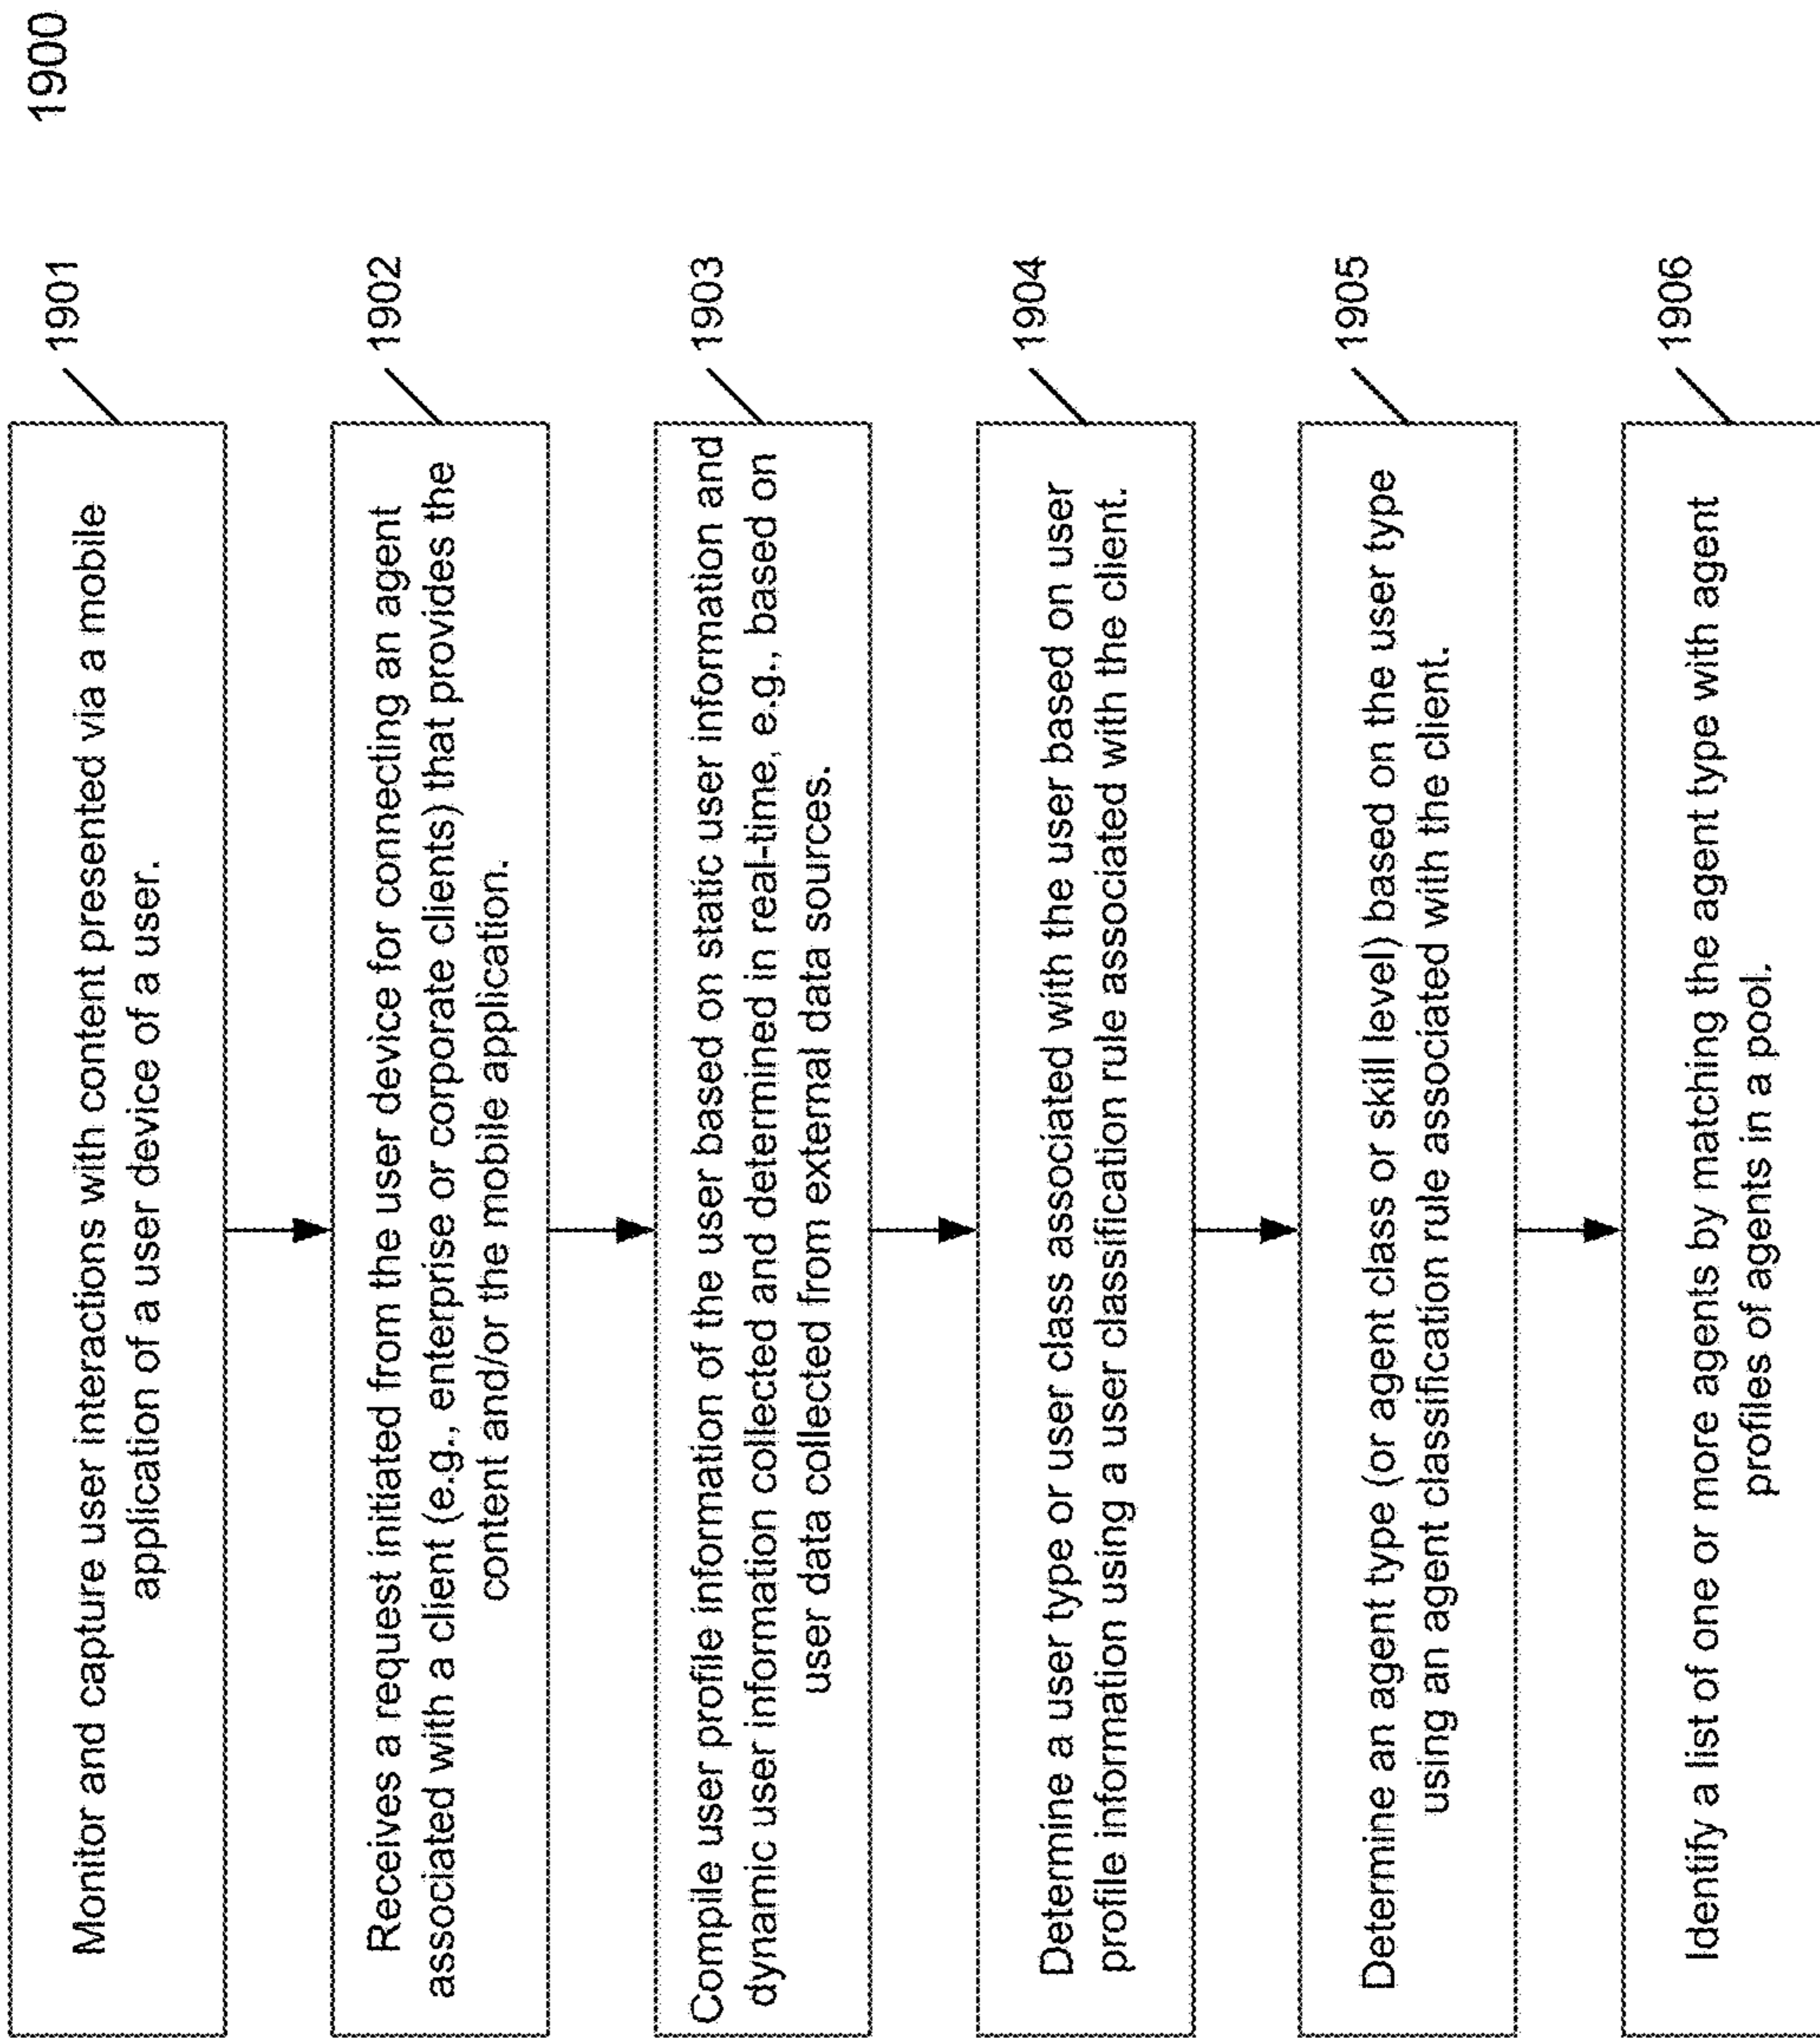 1900
Monitor and capture user interactions with content presented via a mobile
application of a user device of a user.
1901
Receives a request initiated from the user device for connecting an agent
associated with a client (e.g., enterprise or corporate clients) that provides the
content and/or the mobile application.
1902
Compile user profile information of the user based on static user information and
dynamic user information collected and determined in real-time, e.g., based on
user data collected from external data sources.
1903
Determine a user type or user class associated with the user based on user
profile information using a user classification rule associated with the client.
1904
Determine an agent type (or agent class or skill level) based on the user type
using an agent classification rule associated with the client.
1905
Identify a list of one or more agents by matching the agent type with agent
profiles of agents in a pool.
1906